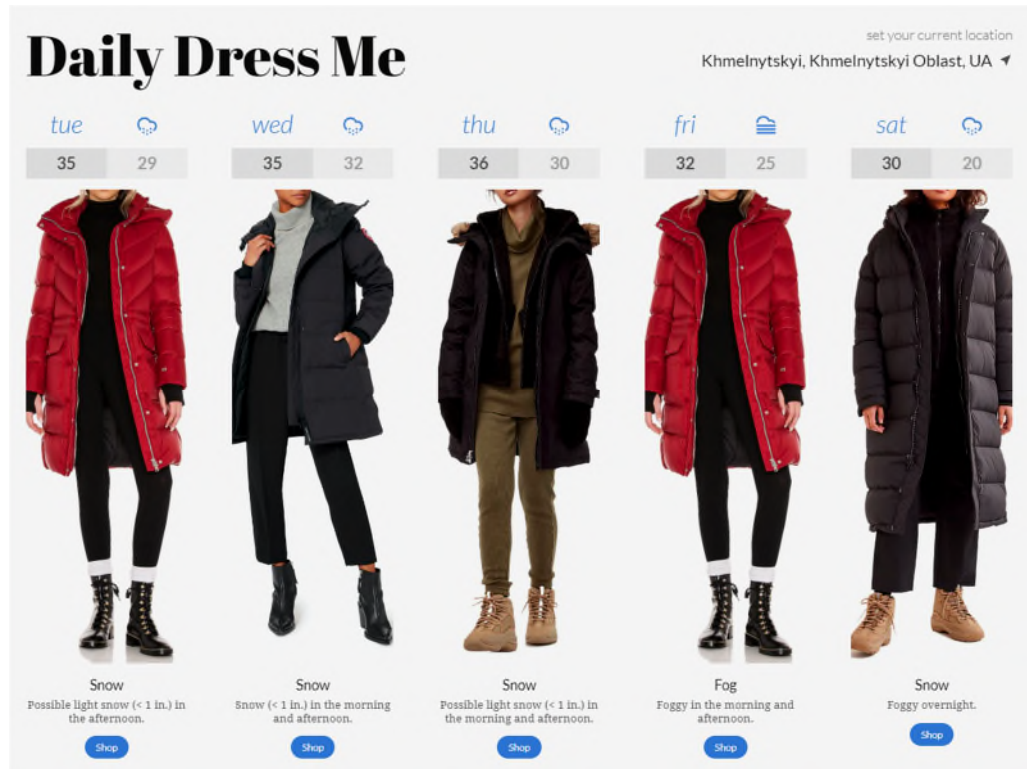 Daily Dress Me
set your current location
Khmelnytskyi, Khmelnytskyi Oblast, UA
tue
35 29
wed
35 32
thu
36 30
fri
32 25
sat
30 20
Snow
Possible light snow (< 1 in.) in
the afternoon.
Shop
Snow
Snow (< 1 in.) in the morning
and afternoon.
Shop
Snow
Possible light snow (< 1 in.) in
the morning and afternoon.
Shop
Fog
Foggy in the morning and
afternoon.
Shop
Snow
Foggy overnight.
Shop